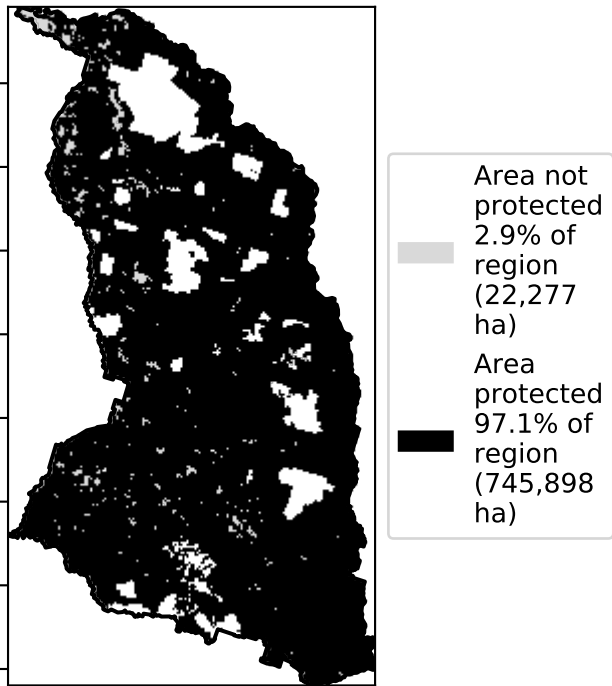 Area not
protected
2.9% of
region
(22,277
ha)
Area
protected
97.1% of
region
(745,898
ha)